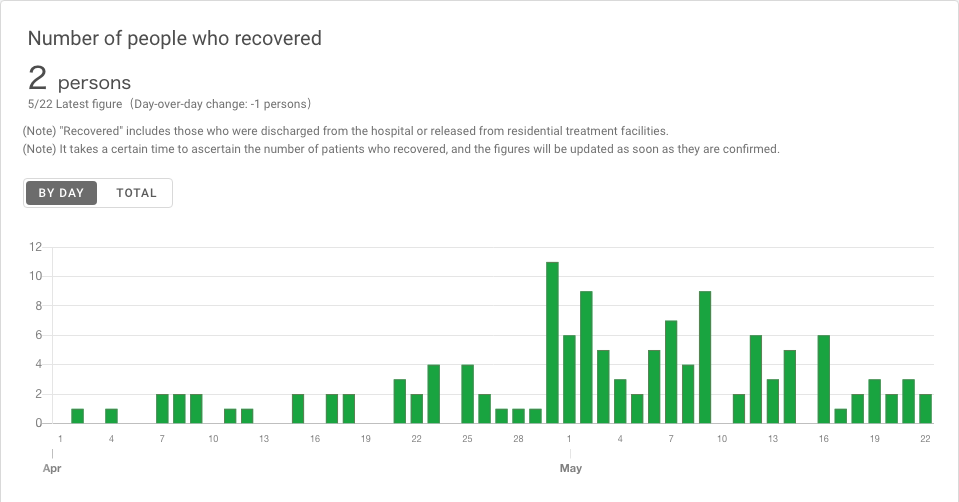 Number of people who recovered
2 persons
5/22 Latest figure (Day-over-day change: -1 persons)
(Note) "Recovered" includes those who were discharged from the hospital or released from residential treatment facilities.
(Note) It takes a certain time to ascertain the number of patients who recovered, and the figures will be updated as soon as they are confirmed.
BY DAY TOTAL
12
10
8
6
4
2
0
1 4 7 10 13 16 19 22 25 28 1 4 7 10 13 16 19 22
Apr May